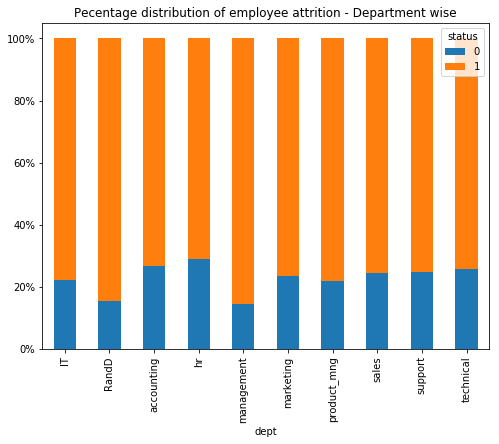 Pecentage distribution of employee attrition - Department wise
status
0
1
100%
80%
60%
40%
20%
0%
IT
RandD
accounting
hr
management
marketing
product_mng
sales
support
technical
dept